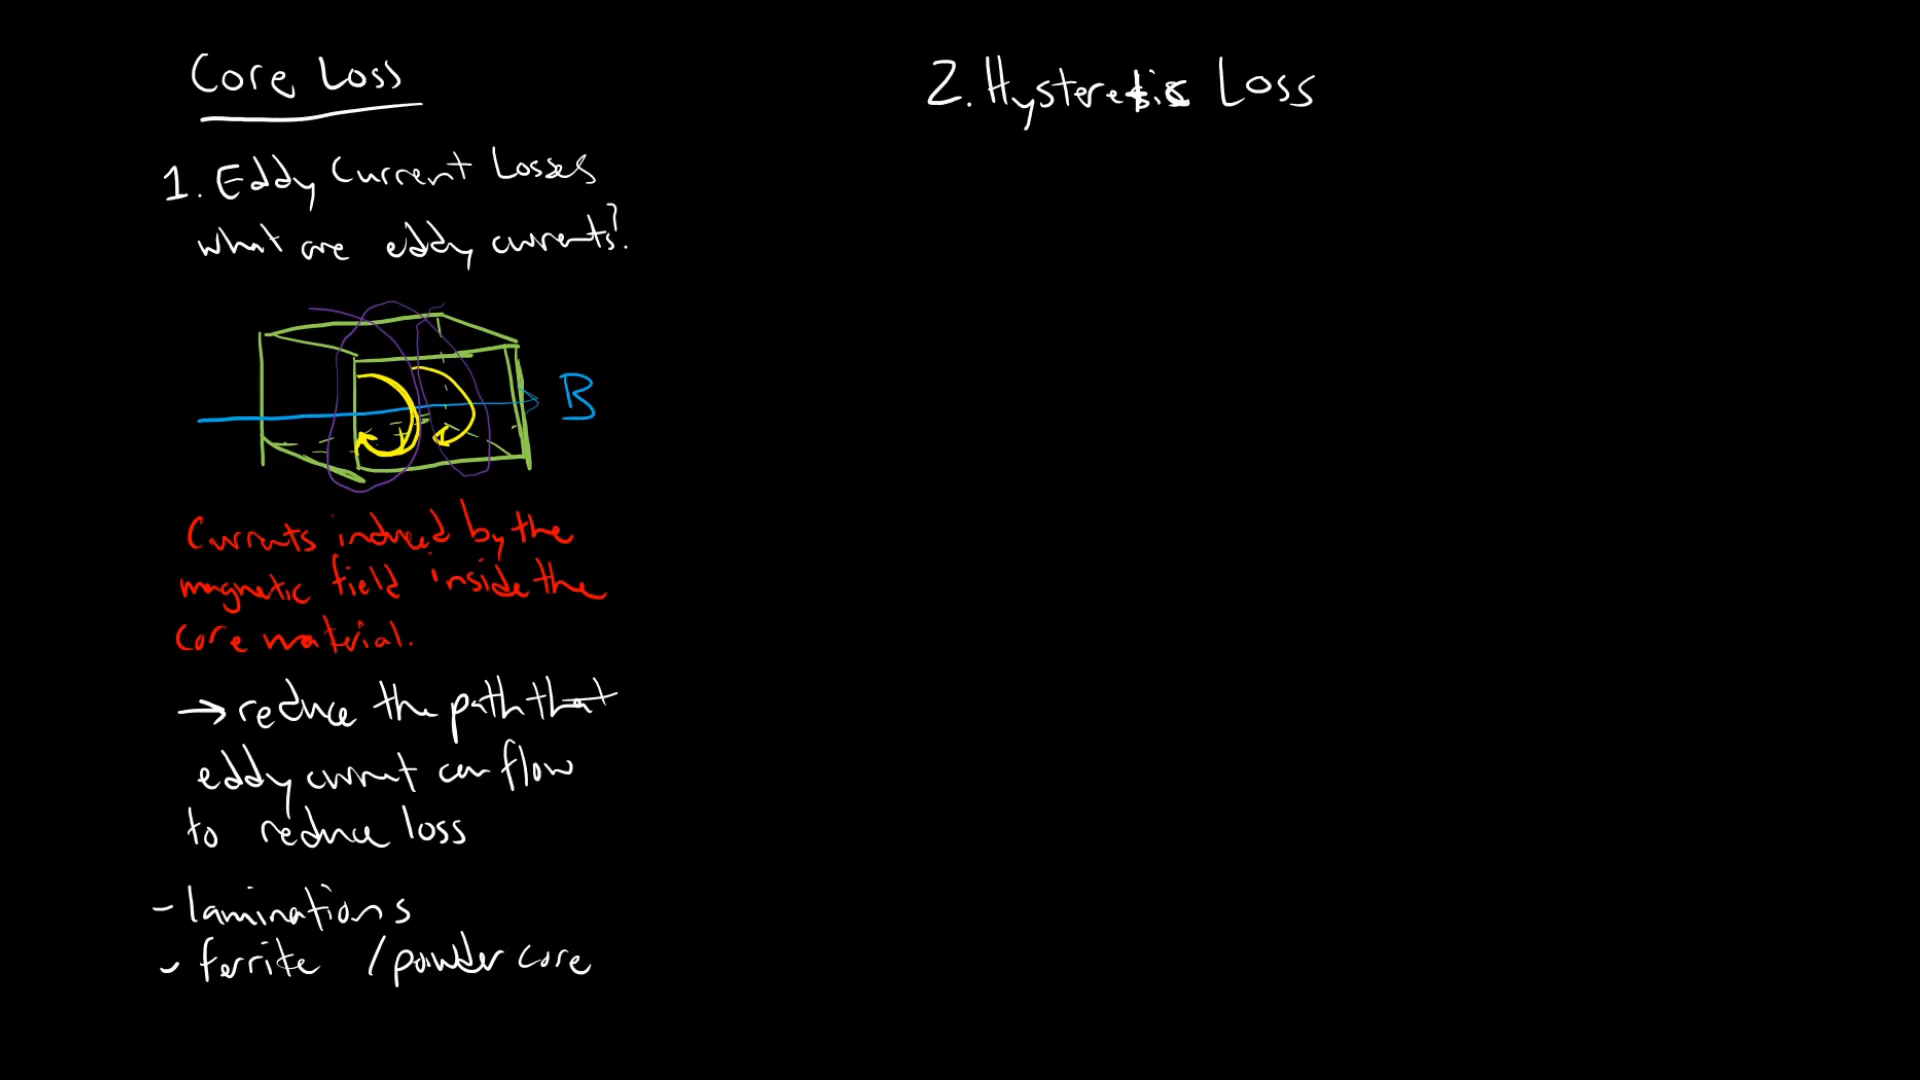 Core Loss
1. Eddy Current Losses
what are eddy currents?
B
Currents induced by the
magnetic field inside the
core material.
→ reduce the path that
eddy current can flow
to reduce loss
- laminations
- ferrite / powder core
2. Hysteresis Loss